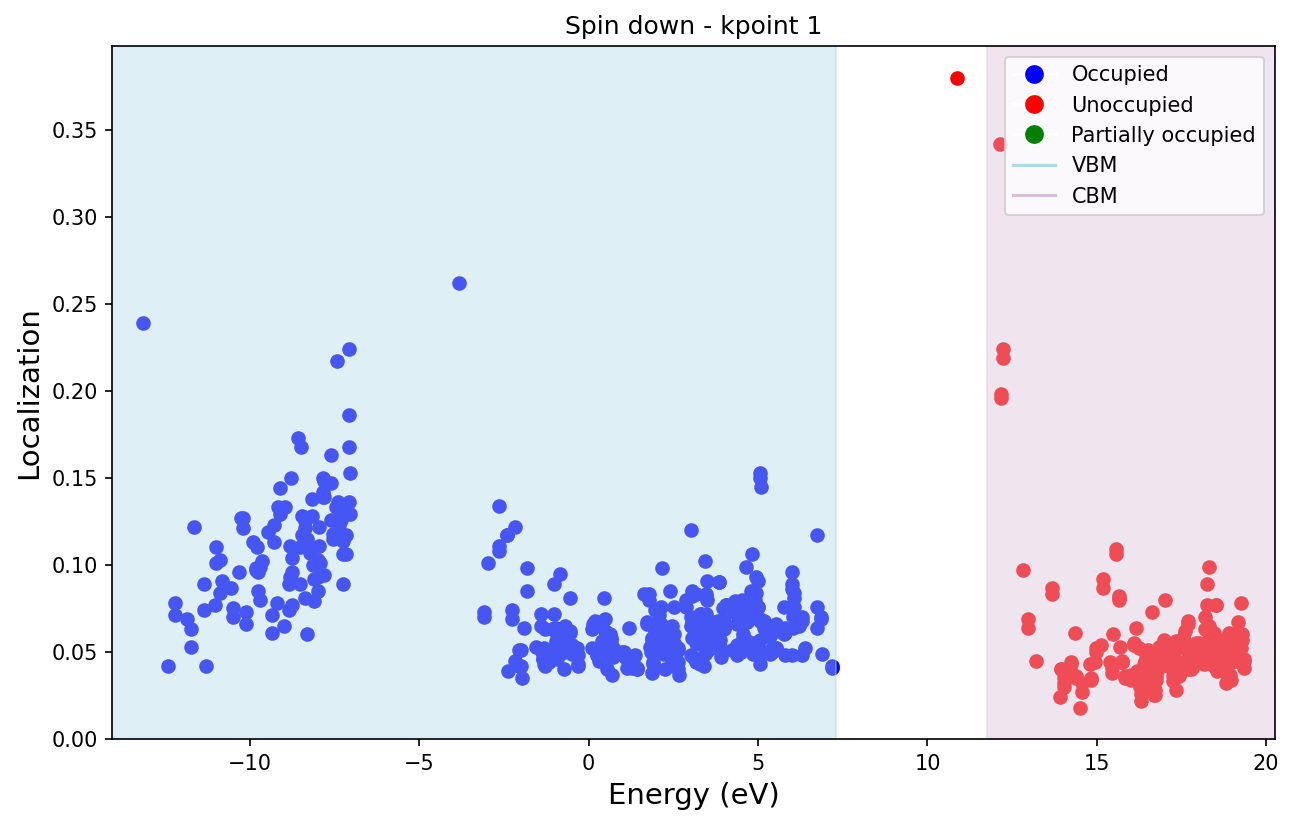 Spin down - kpoint 1
Localization
0.35
0.30
0.25
0.20
0.15
0.10
0.05
0.00
Occupied
Unoccupied
Partially occupied
VBM
CBM
−10
−5
0
5
10
15
20
Energy (eV)